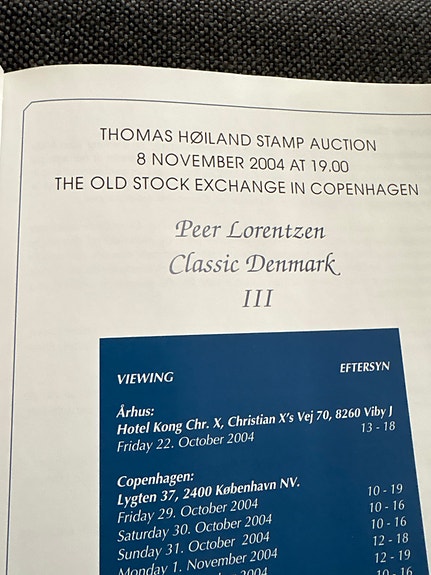 THOMAS HØILAND STAMP AUCTION
8 NOVEMBER 2004 AT 19.00
THE OLD STOCK EXCHANGE IN COPENHAGEN
Peer Lorentzen
Classic Denmark
III
VIEWING EFTERSYN
Århus:
Hotel Kong Chr. X, Christian X's Vej 70, 8260 Viby J
Friday 22. October 2004 13 - 18
Copenhagen:
Lygten 37, 2400 København NV.
Friday 29. October 2004 10 - 19
Saturday 30. October 2004 10 - 16
Sunday 31. October 2004 10 - 16
Monday 1. November 2004 12 - 18
12 - 19